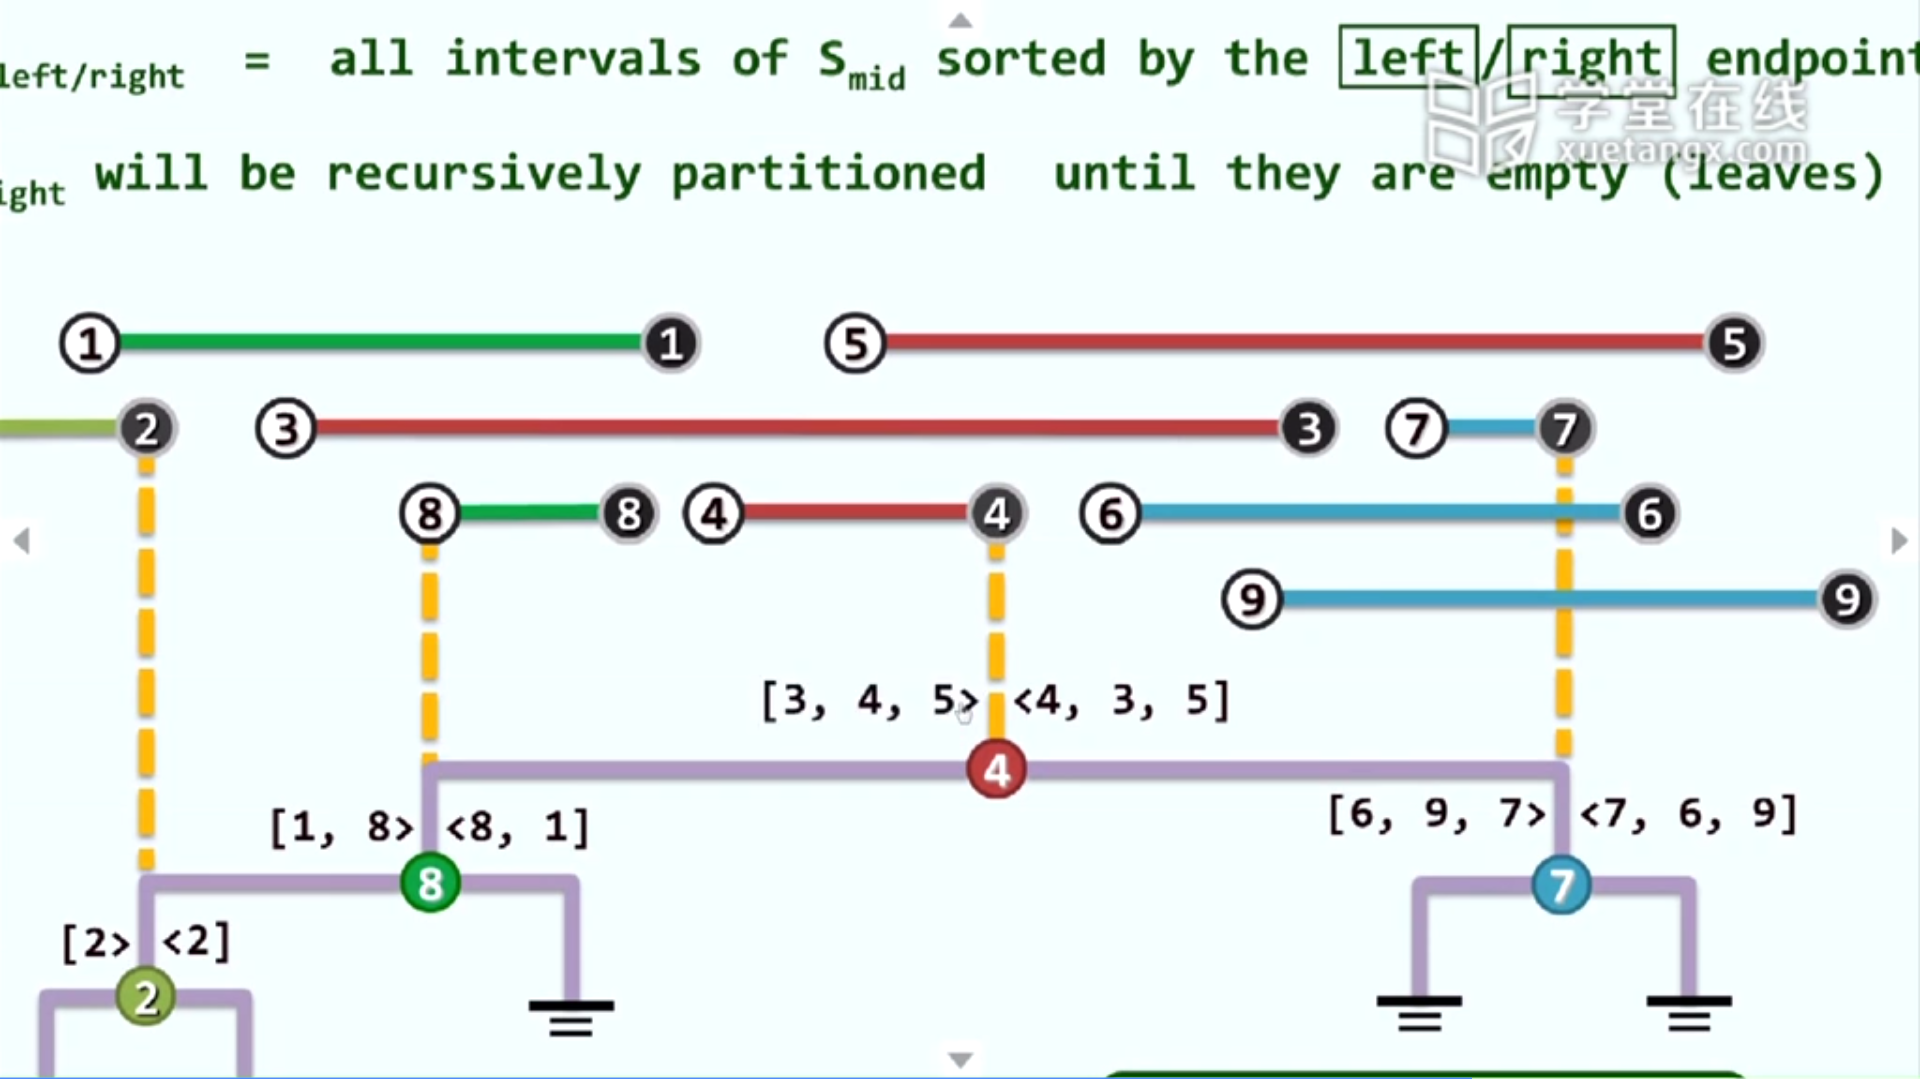 left/right = all intervals of Smid sorted by the left/right endpoint
学堂在线
xuetangx.com
ight will be recursively partitioned until they are empty (leaves)
1 1 5 5
2 3 3 7 7
8 8 4 4 6 6
9 9
[3, 4, 5> <4, 3, 5]
4
[1, 8> <8, 1] [6, 9, 7> <7, 6, 9]
8 7
[2> <2]
2